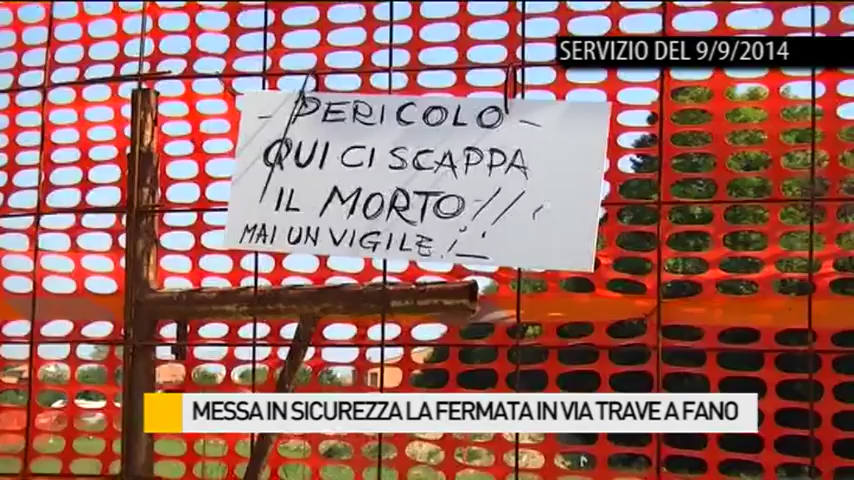 SERVIZIO DEL 9/9/2014
- PERICOLO -
QUI CI SCAPPA
IL MORTO!!!
MAI UN VIGILE!
MESSA IN SICUREZZA LA FERMATA IN VIA TRAVE A FANO